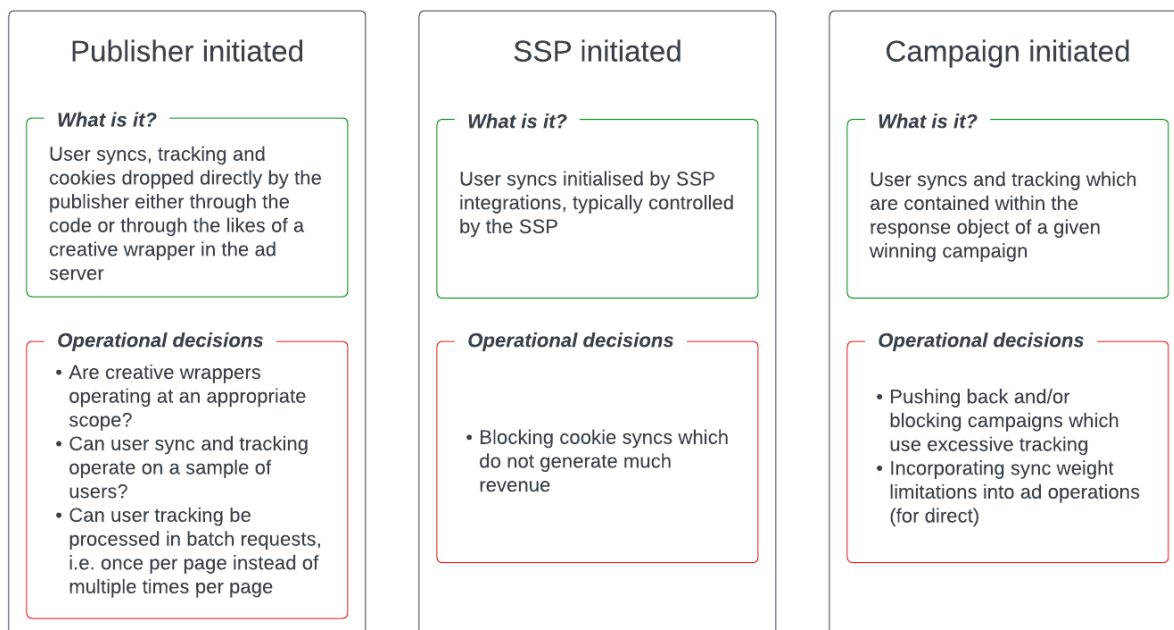 Publisher initiated
What is it?
User syncs, tracking and
cookies dropped directly by the
publisher either through the
code or through the likes of a
creative wrapper in the ad
server
Operational decisions
• Are creative wrappers
operating at an appropriate
scope?
• Can user sync and tracking
operate on a sample of
users?
• Can user tracking be
processed in batch requests,
i.e. once per page instead of
multiple times per page
SSP initiated
What is it?
User syncs initialised by SSP
integrations, typically controlled
by the SSP
Operational decisions
• Blocking cookie syncs which
do not generate much
revenue
Campaign initiated
What is it?
User syncs and tracking which
are contained within the
response object of a given
winning campaign
Operational decisions
• Pushing back and/or
blocking campaigns which
use excessive tracking
• Incorporating sync weight
limitations into ad operations
(for direct)